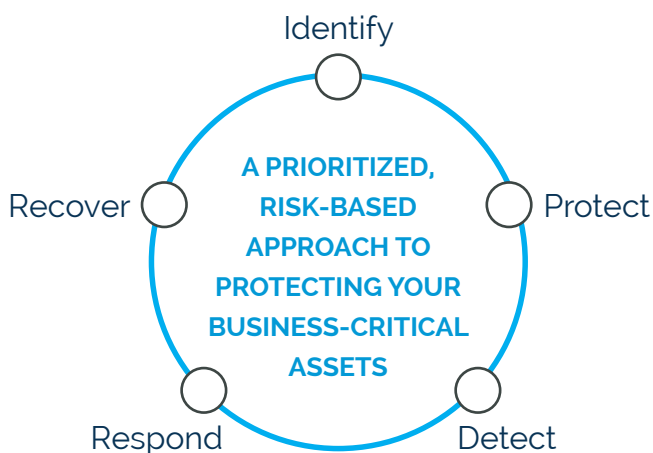 Identify
A PRIORITIZED,
RISK-BASED
APPROACH TO
PROTECTING YOUR
BUSINESS-CRITICAL
ASSETS
Recover
Protect
Respond
Detect